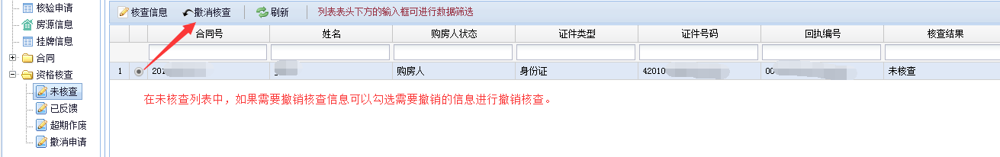 核验申请
房源信息
挂牌信息
合同
资格核查
未核查
已反馈
超期作废
撤消申请
核查信息 撤消核查 刷新 列表表头下方的输入框可进行数据筛选
合同号 姓名 购房人状态 证件类型 证件号码 回执编号 核查结果
1 201 购房人 身份证 42010 00 未核查
在未核查列表中，如果需要撤销核查信息可以勾选需要撤销的信息进行撤销核查。